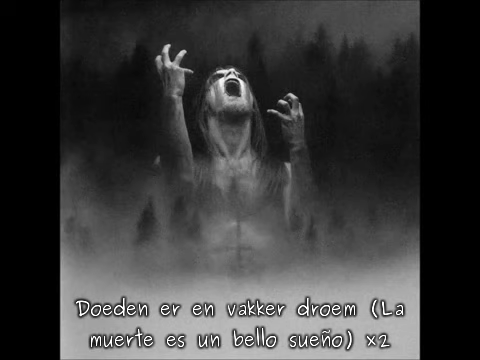 Doeden er en vakker droem (La
muerte es un bello sueño) x2